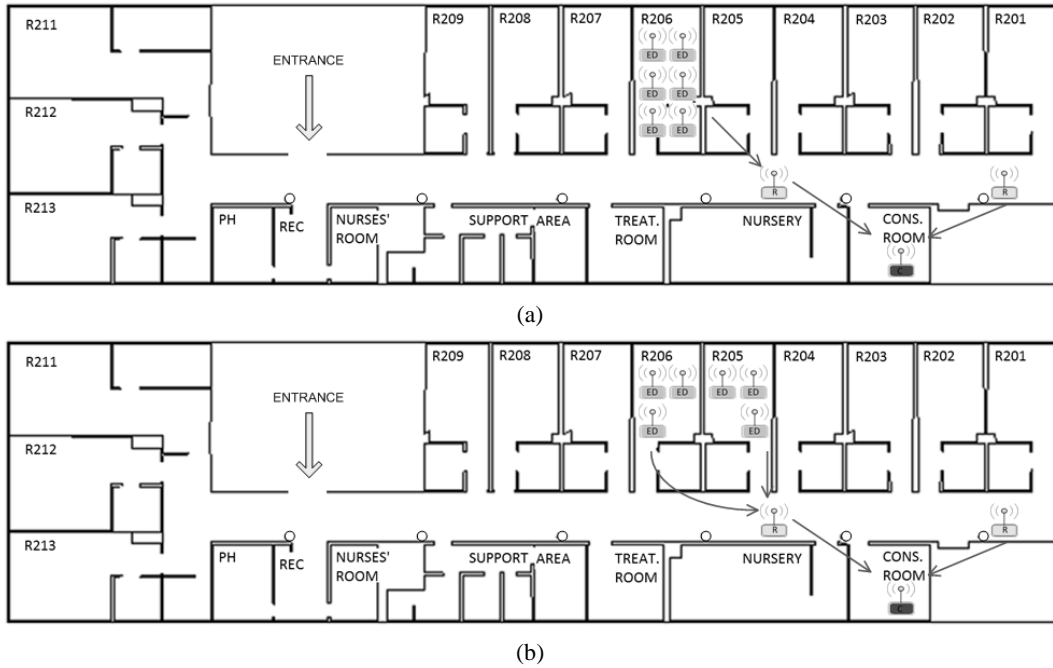 R211
R209 R208 R207 R206 R205 R204 R203 R202 R201
ENTRANCE
ED ED
ED ED
ED ED
R212
R
R
R213
PH
REC
NURSES'
ROOM
SUPPORT AREA
TREAT.
ROOM
NURSERY
CONS.
ROOM
C
(a)
R211
R209 R208 R207 R206 R205 R204 R203 R202 R201
ENTRANCE
ED ED ED ED
ED ED
R212
R
R
R213
PH
REC
NURSES'
ROOM
SUPPORT AREA
TREAT.
ROOM
NURSERY
CONS.
ROOM
C
(b)